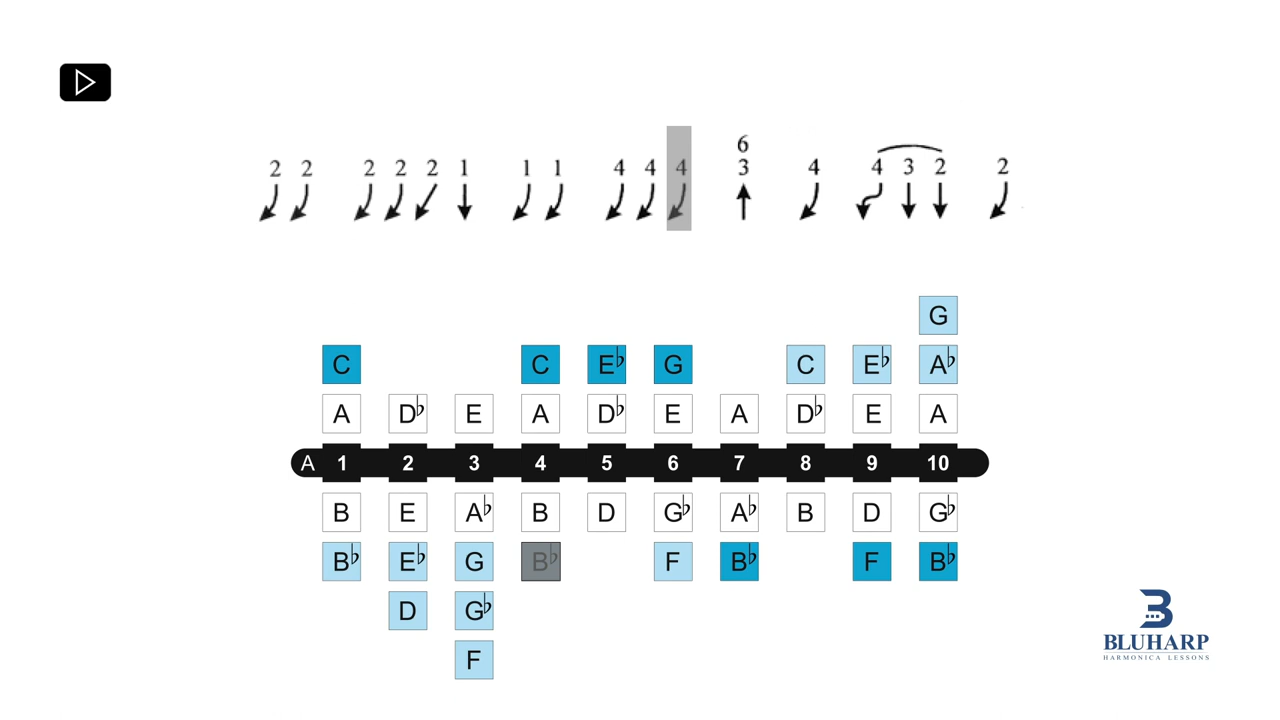 6
2 2 2 2 2 1 1 1 4 4 4 3 4 4 3 2 2
G
C C E♭ G C E♭ A♭
A D♭ E A D♭ E A D♭ E A
A 1 2 3 4 5 6 7 8 9 10
B E A♭ B D G♭ A♭ B D G♭
B♭ E♭ G B♭ F B♭ F B♭
D G♭
F
BLUHARP
HARMONICA LESSONS